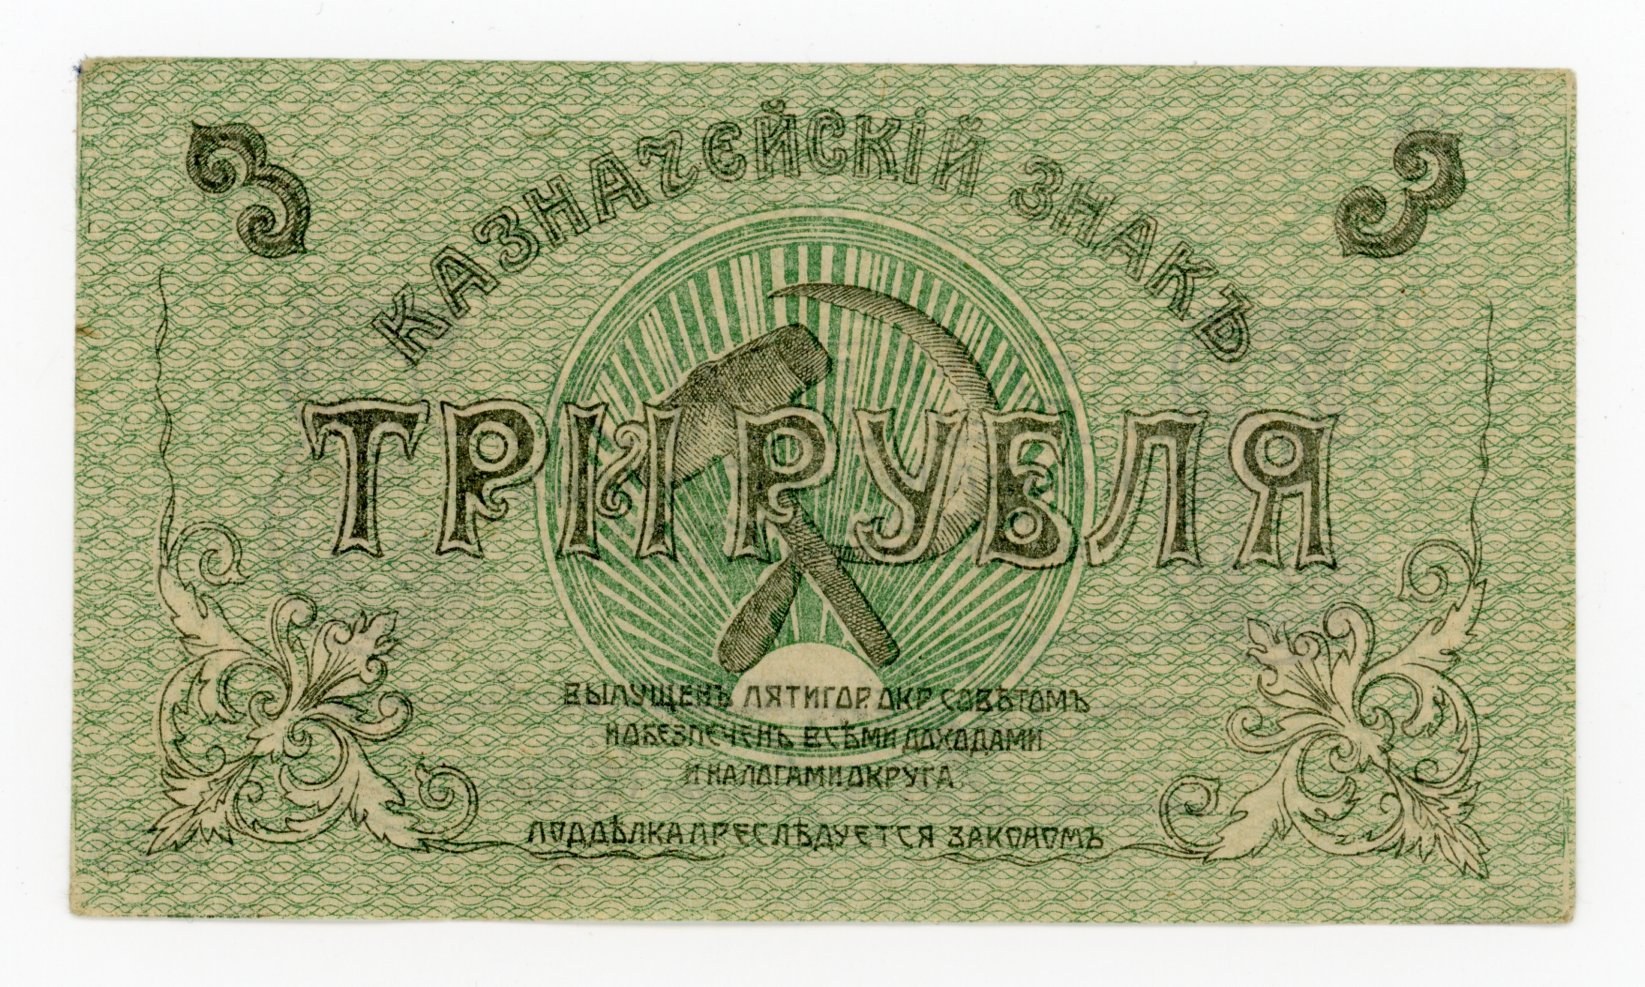 3 3
КАЗНАЧЕЙСКІЙ ЗНАКЪ
ТРИ РУБЛЯ
ВЫПУЩЕНЪ ПЯТИГОР. ОКР. СОВѢТОМЪ
И ОБЕЗПЕЧЕНЪ ВСѢМИ ДОХОДАМИ
И НАЛОГАМИ ОКРУГА
ПОДДѢЛКА ПРЕСЛѢДУЕТСЯ ЗАКОНОМЪ